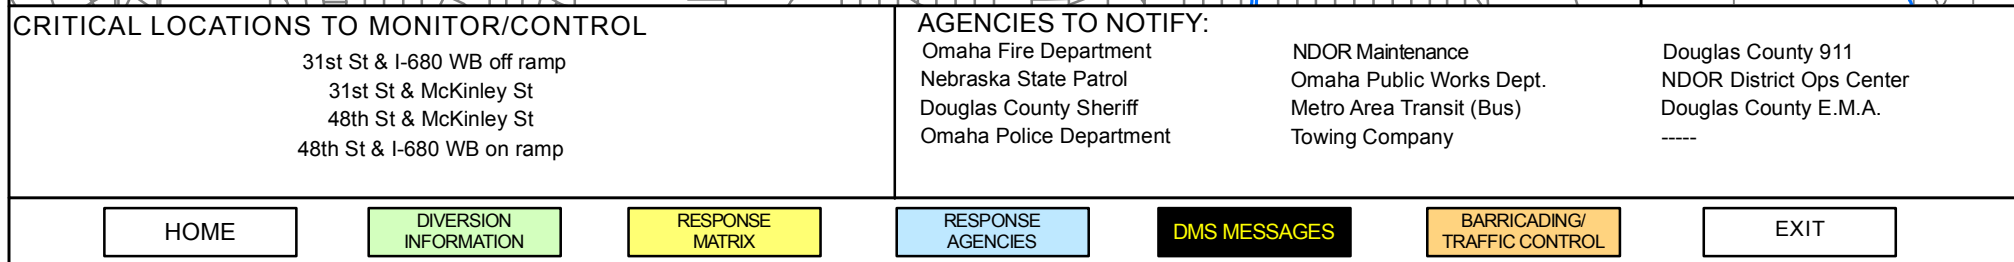 CRITICAL LOCATIONS TO MONITOR/CONTROL
31st St & I-680 WB off ramp
31st St & McKinley St
48th St & McKinley St
48th St & I-680 WB on ramp
AGENCIES TO NOTIFY:
Omaha Fire Department
Nebraska State Patrol
Douglas County Sheriff
Omaha Police Department
NDOR Maintenance
Omaha Public Works Dept.
Metro Area Transit (Bus)
Towing Company
Douglas County 911
NDOR District Ops Center
Douglas County E.M.A.
-----
HOME
DIVERSION
INFORMATION
RESPONSE
MATRIX
RESPONSE
AGENCIES
DMS MESSAGES
BARRICADING/
TRAFFIC CONTROL
EXIT